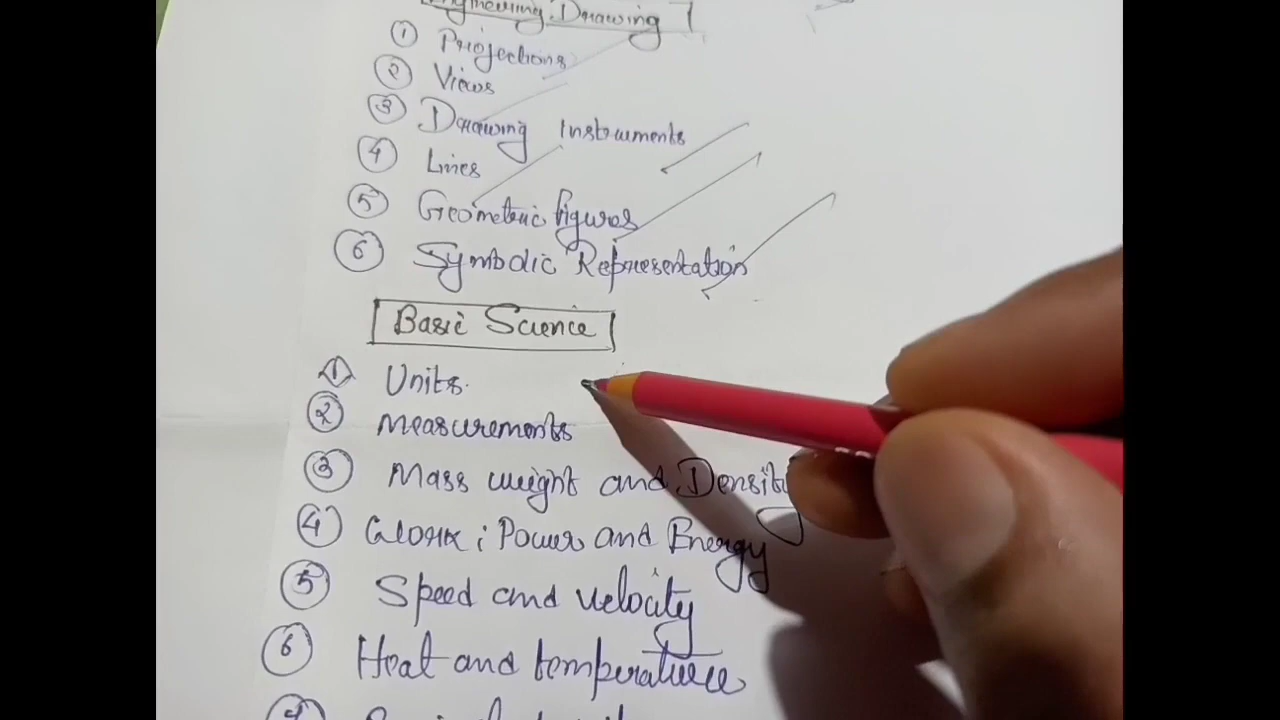 Engineering Drawing
① Projections
② Views
③ Drawing Instruments
④ Lines
⑤ Geometric figures
⑥ Symbolic Representation
Basic Science
① Units.
② Measurements
③ Mass weight and Density
④ Work ; Power and Energy
⑤ Speed and velocity
⑥ Heat and temperature